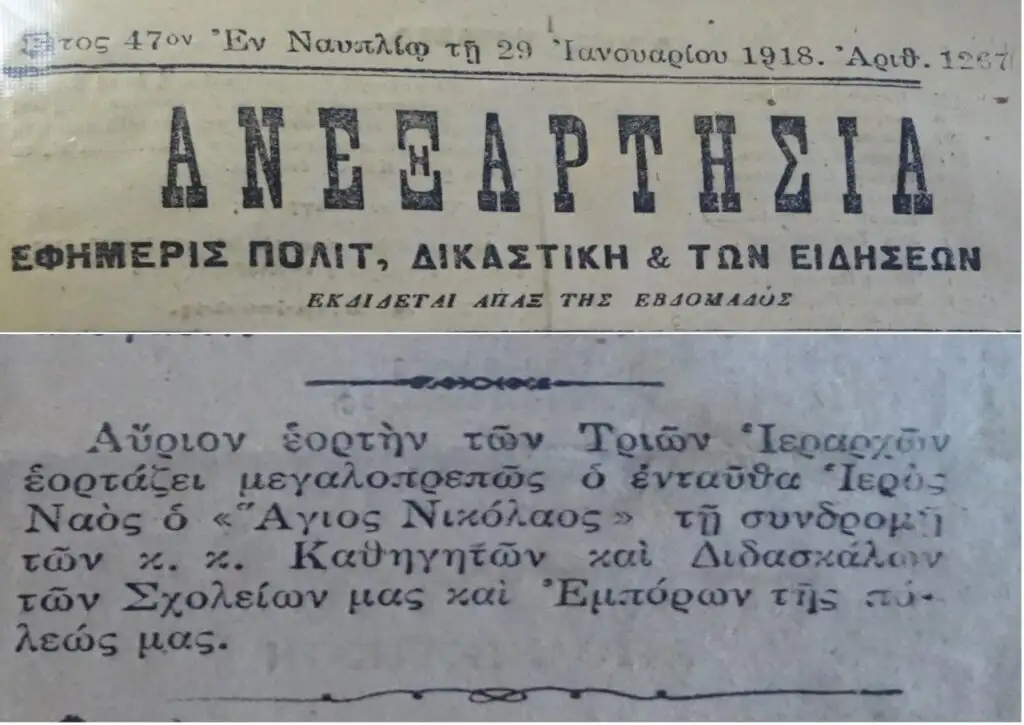 Ἔτος 47ον Ἐν Ναυπλίῳ τῇ 29 Ἰανουαρίου 1918. Ἀριθ. 1267
ΑΝΕΞΑΡΤΗΣΙΑ
Η
ΕΦΗΜΕΡΙΣ ΠΟΛΙΤ, ΔΙΚΑΣΤΙΚΗ & ΤΩΝ ΕΙΔΗΣΕΩΝ
ΕΚΔΙΔΕΤΑΙ ΑΠΑΞ ΤΗΣ ΕΒΔΟΜΑΔΟΣ
Αὔριον ἑορτὴν τῶν Τριῶν Ἱεραρχῶν
ἑορτάζει μεγαλοπρεπῶς ὁ ἐνταῦθα Ἱερὸς
Ναὸς ὁ «Ἅγιος Νικόλαος» τῇ συνδρομῇ
τῶν κ. κ. Καθηγητῶν καὶ Διδασκάλων
τῶν Σχολείων μας καὶ Ἐμπόρων τῆς πό-
λεώς μας.